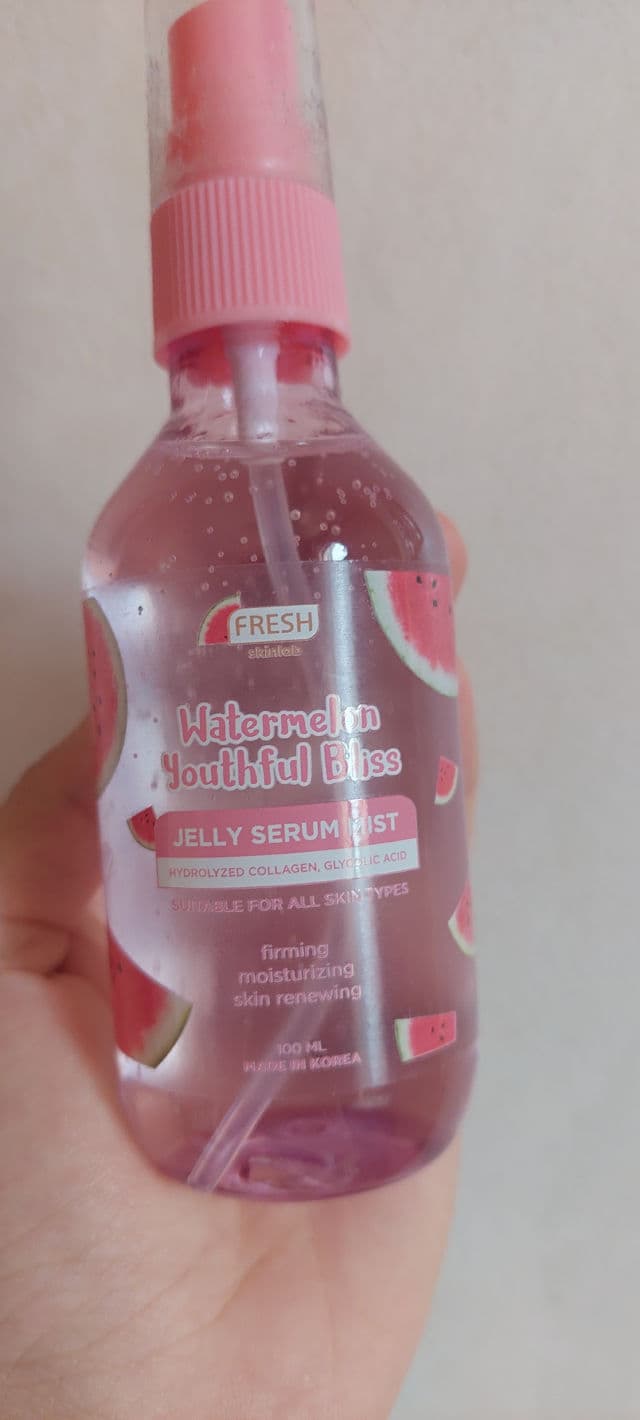 FRESH
skinlab
Watermelon
Youthful Bliss
JELLY SERUM MIST
HYDROLYZED COLLAGEN, GLYCOLIC ACID
SUITABLE FOR ALL SKIN TYPES
firming
moisturizing
skin renewing
100 ML
MADE IN KOREA